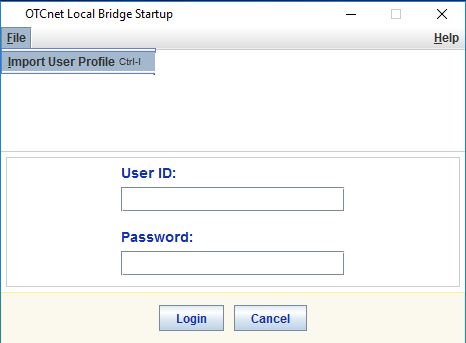 OTCnet Local Bridge Startup
File Help
Import User Profile Ctrl-I
User ID:
Password:
Login Cancel